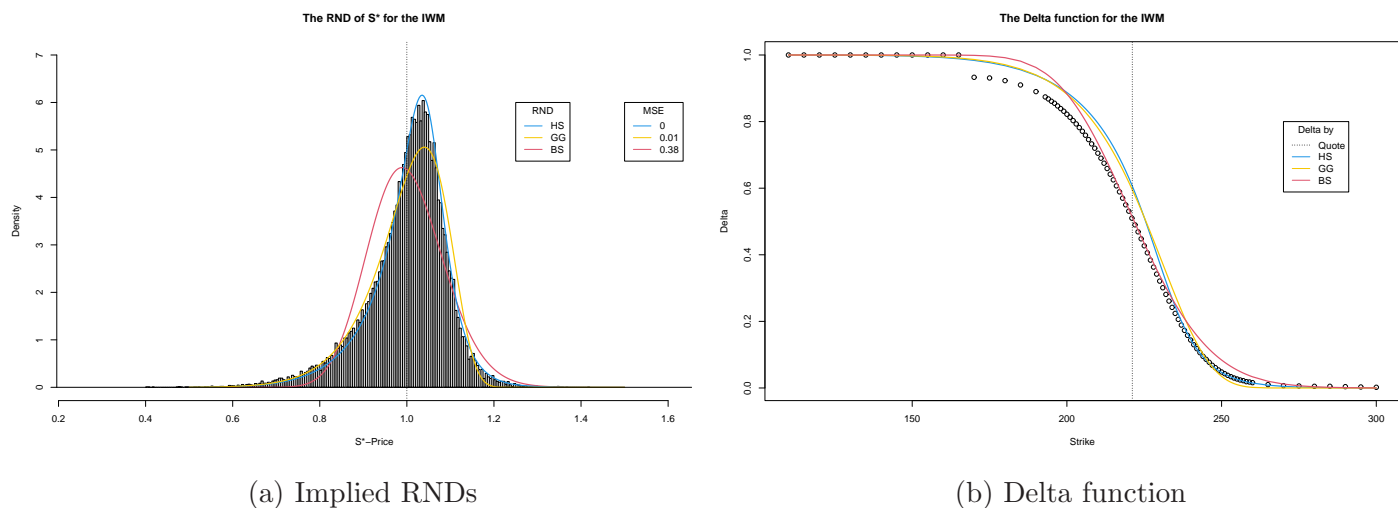 The RND of S* for the IWM
7
6
5
4
3
2
1
0
Density
0.2 0.4 0.6 0.8 1.0 1.2 1.4 1.6
S*−Price
RND
HS
GG
BS
MSE
0
0.01
0.38
(a) Implied RNDs
The Delta function for the IWM
1.0
0.8
0.6
0.4
0.2
0.0
Delta
150 200 250 300
Strike
Delta by
Quote
HS
GG
BS
(b) Delta function